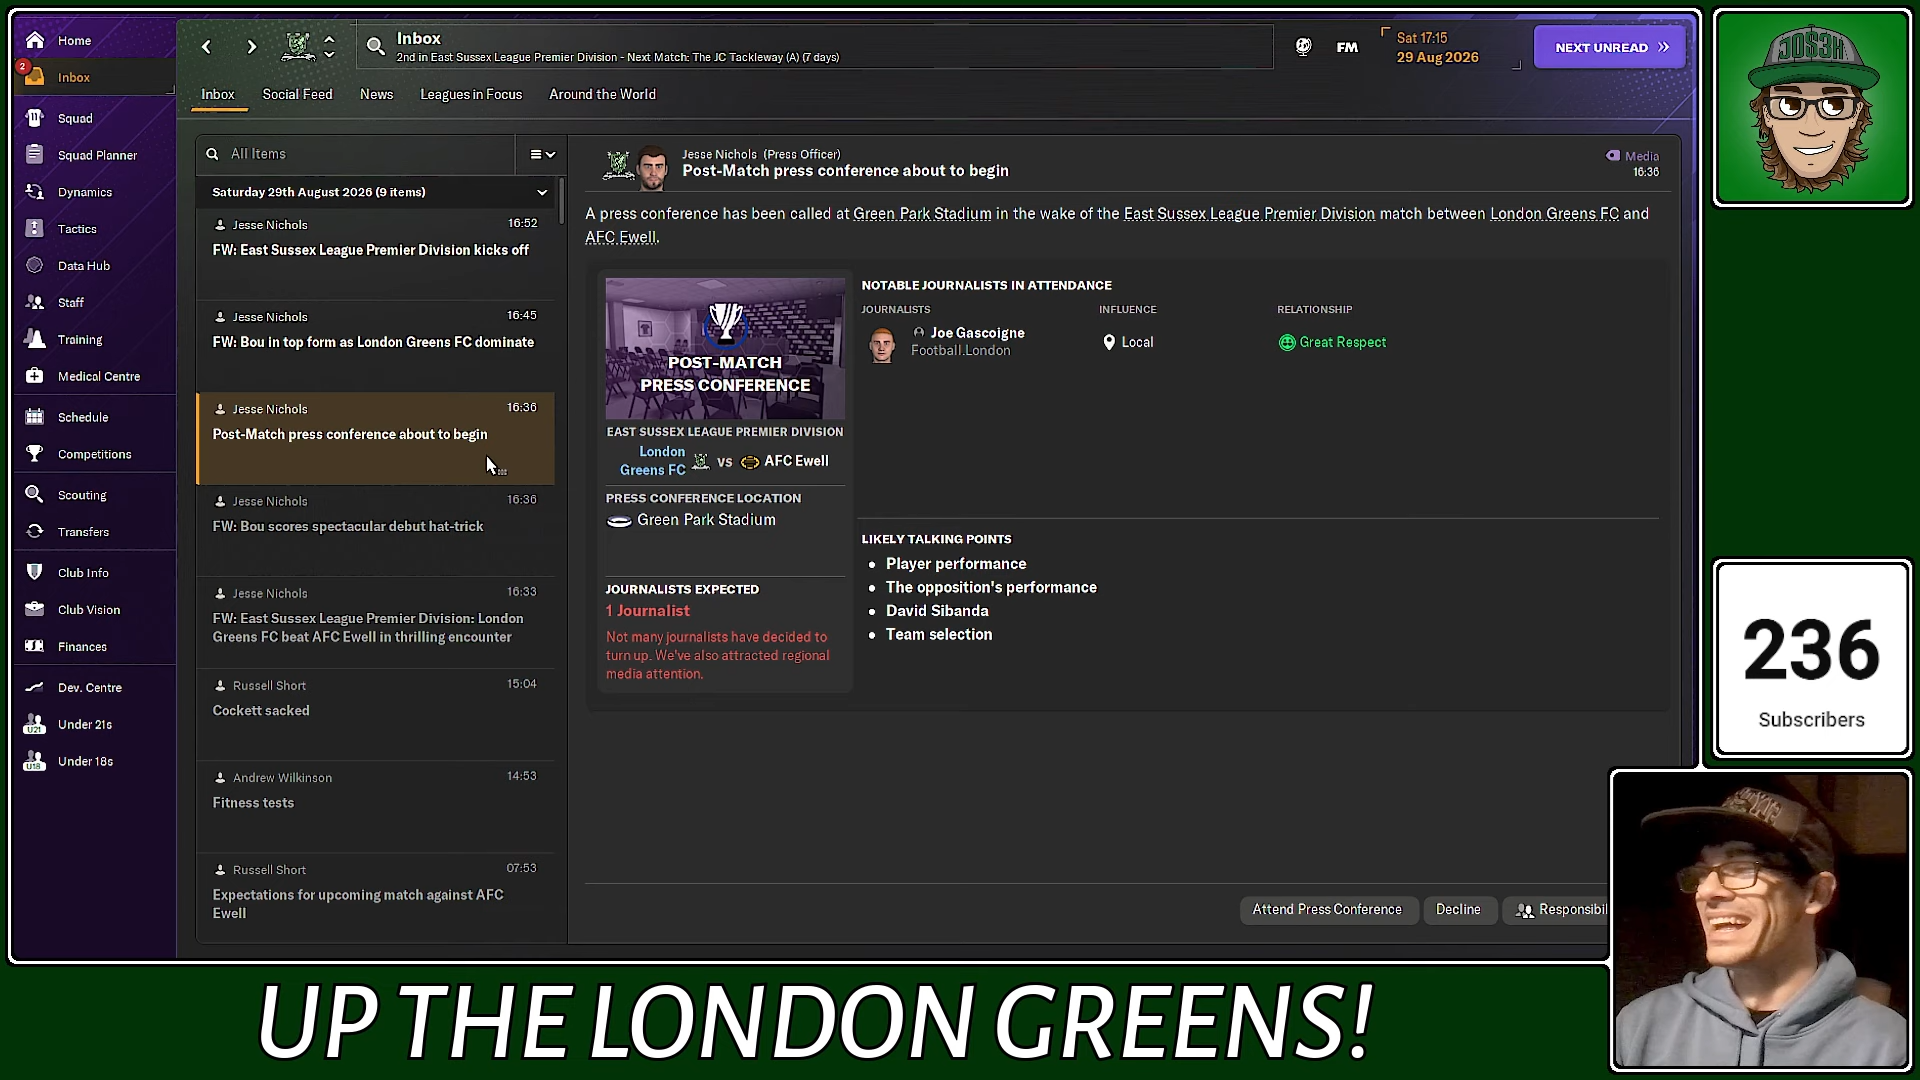 Home
2
Inbox
Squad
Squad Planner
Dynamics
Tactics
Data Hub
Staff
Training
Medical Centre
Schedule
Competitions
Scouting
Transfers
Club Info
Club Vision
Finances
Dev. Centre
U21
Under 21s
U18
Under 18s
Inbox
2nd in East Sussex League Premier Division - Next Match: The JC Tackleway (A) (7 days)
FM
Sat 17:15
29 Aug 2026
NEXT UNREAD
Inbox
Social Feed
News
Leagues in Focus
Around the World
All Items
Saturday 29th August 2026 (9 items)
Jesse Nichols 16:52
FW: East Sussex League Premier Division kicks off
Jesse Nichols 16:45
FW: Bou in top form as London Greens FC dominate
Jesse Nichols 16:36
Post-Match press conference about to begin
Jesse Nichols 16:36
FW: Bou scores spectacular debut hat-trick
Jesse Nichols 16:33
FW: East Sussex League Premier Division: London
Greens FC beat AFC Ewell in thrilling encounter
Russell Short 15:04
Cockett sacked
Andrew Wilkinson 14:53
Fitness tests
Russell Short 07:53
Expectations for upcoming match against AFC
Ewell
Jesse Nichols (Press Officer)
Post-Match press conference about to begin
Media
16:36
A press conference has been called at Green Park Stadium in the wake of the East Sussex League Premier Division match between London Greens FC and
AFC Ewell.
POST-MATCH
PRESS CONFERENCE
EAST SUSSEX LEAGUE PREMIER DIVISION
London
Greens FC
vs
AFC Ewell
PRESS CONFERENCE LOCATION
Green Park Stadium
JOURNALISTS EXPECTED
1 Journalist
Not many journalists have decided to
turn up. We've also attracted regional
media attention.
NOTABLE JOURNALISTS IN ATTENDANCE
JOURNALISTS INFLUENCE RELATIONSHIP
Joe Gascoigne
Football.London
Local
Great Respect
LIKELY TALKING POINTS
• Player performance
• The opposition's performance
• David Sibanda
• Team selection
Attend Press Conference
Decline
Responsibil
JOS3H
236
Subscribers
UP THE LONDON GREENS!